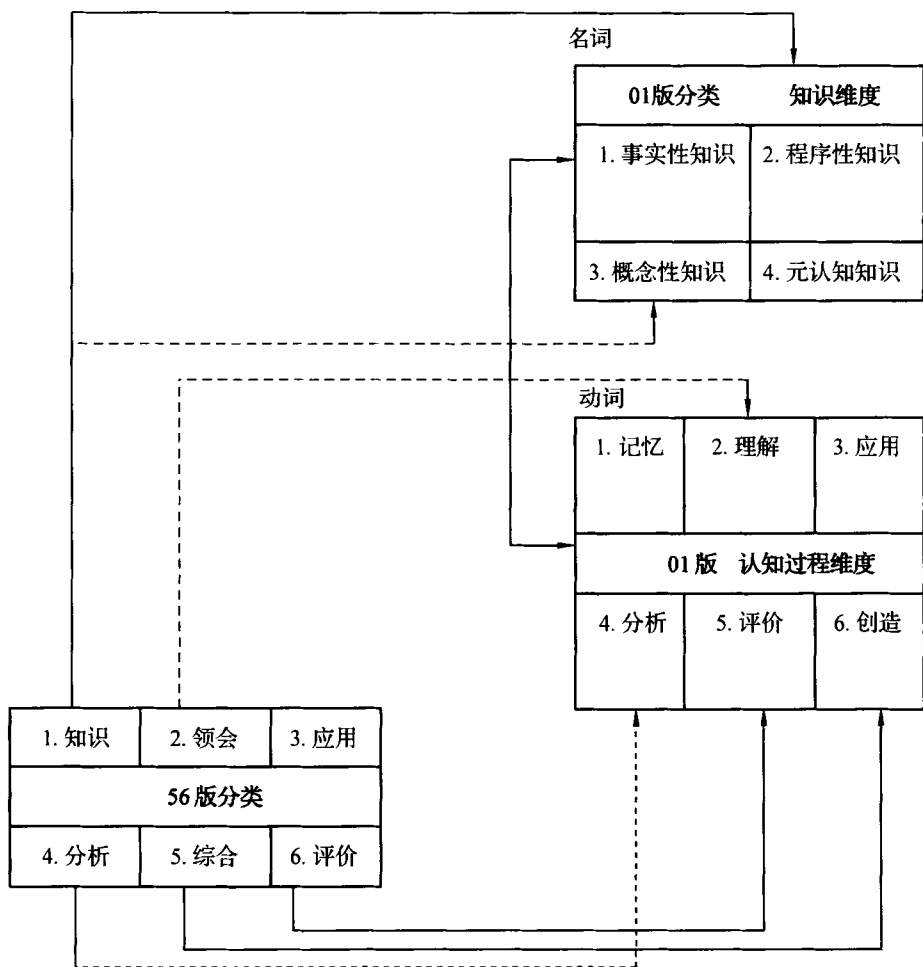 名词
01版分类 知识维度
1. 事实性知识 2. 程序性知识
3. 概念性知识 4. 元认知知识
动词
1. 记忆 2. 理解 3. 应用
01版 认知过程维度
4. 分析 5. 评价 6. 创造
1. 知识 2. 领会 3. 应用
56版分类
4. 分析 5. 综合 6. 评价